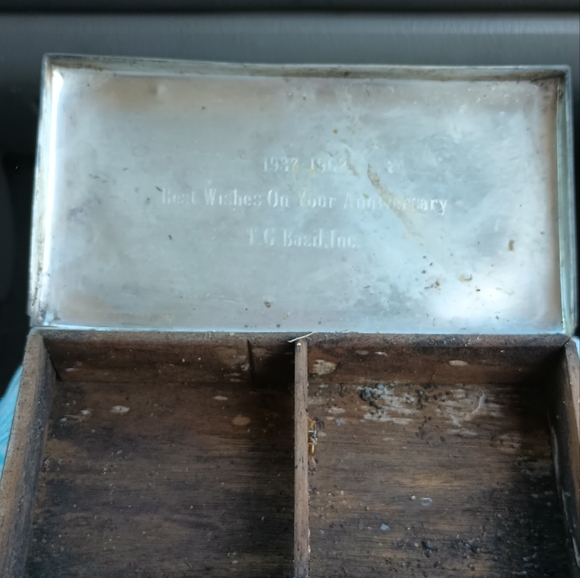 1937-1962
Best Wishes On Your Anniversary
Inc.